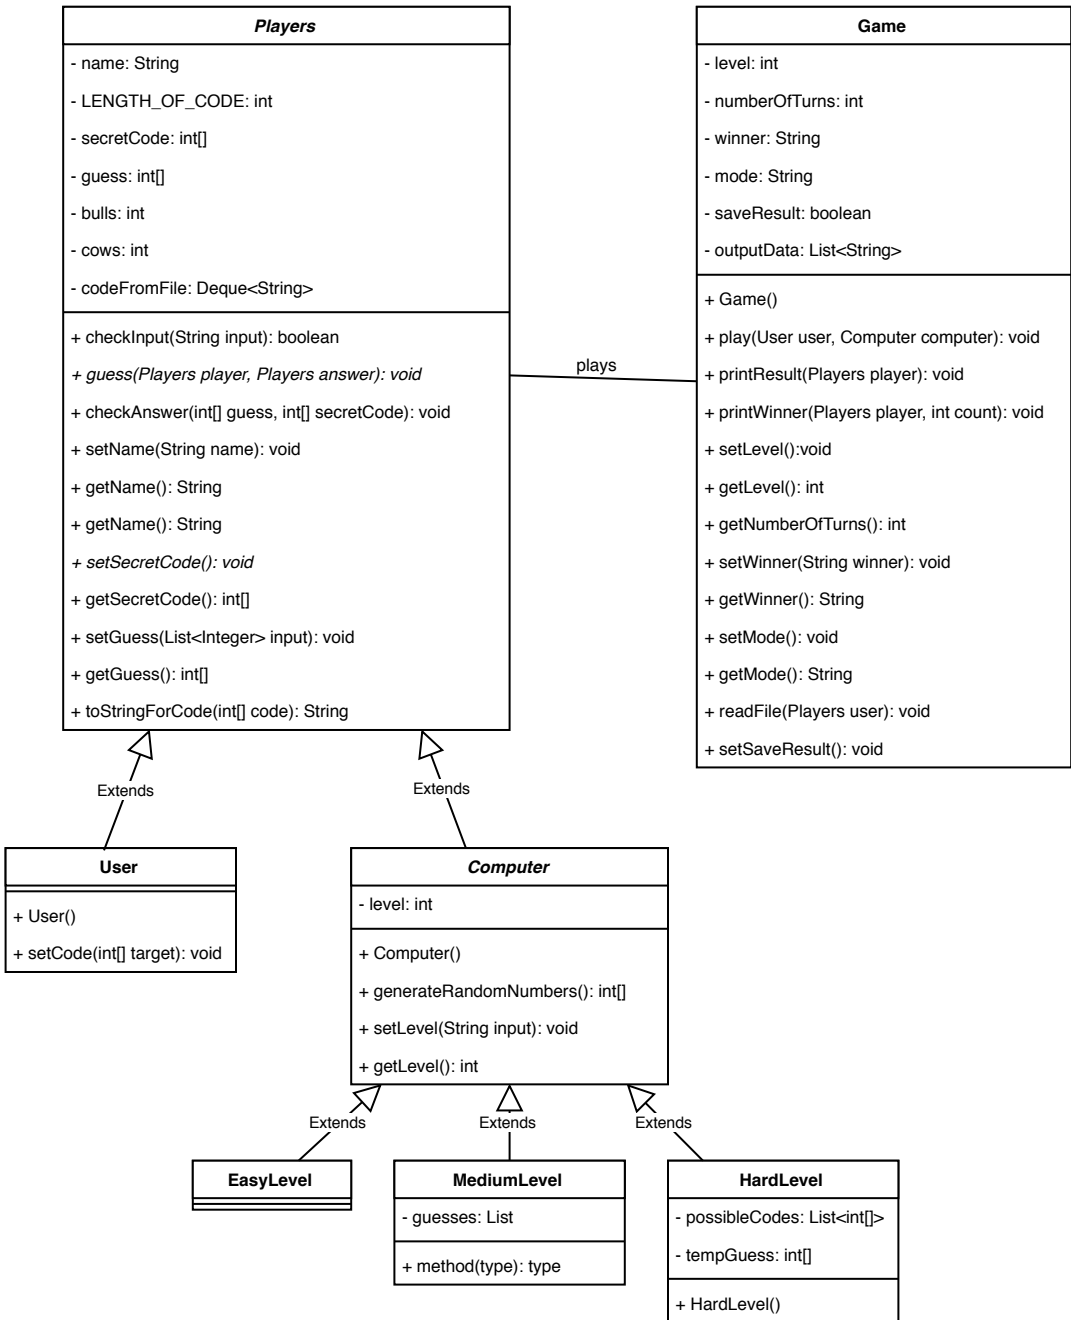 Players
- name: String
- LENGTH_OF_CODE: int
- secretCode: int[]
- guess: int[]
- bulls: int
- cows: int
- codeFromFile: Deque<String>
+ checkInput(String input): boolean
+ guess(Players player, Players answer): void
+ checkAnswer(int[] guess, int[] secretCode): void
+ setName(String name): void
+ getName(): String
+ getName(): String
+ setSecretCode(): void
+ getSecretCode(): int[]
+ setGuess(List<Integer> input): void
+ getGuess(): int[]
+ toStringForCode(int[] code): String
plays
Game
- level: int
- numberOfTurns: int
- winner: String
- mode: String
- saveResult: boolean
- outputData: List<String>
+ Game()
+ play(User user, Computer computer): void
+ printResult(Players player): void
+ printWinner(Players player, int count): void
+ setLevel():void
+ getLevel(): int
+ getNumberOfTurns(): int
+ setWinner(String winner): void
+ getWinner(): String
+ setMode(): void
+ getMode(): String
+ readFile(Players user): void
+ setSaveResult(): void
Extends
Extends
User
+ User()
+ setCode(int[] target): void
Computer
- level: int
+ Computer()
+ generateRandomNumbers(): int[]
+ setLevel(String input): void
+ getLevel(): int
Extends
Extends
Extends
EasyLevel
MediumLevel
- guesses: List
+ method(type): type
HardLevel
- possibleCodes: List<int[]>
- tempGuess: int[]
+ HardLevel()